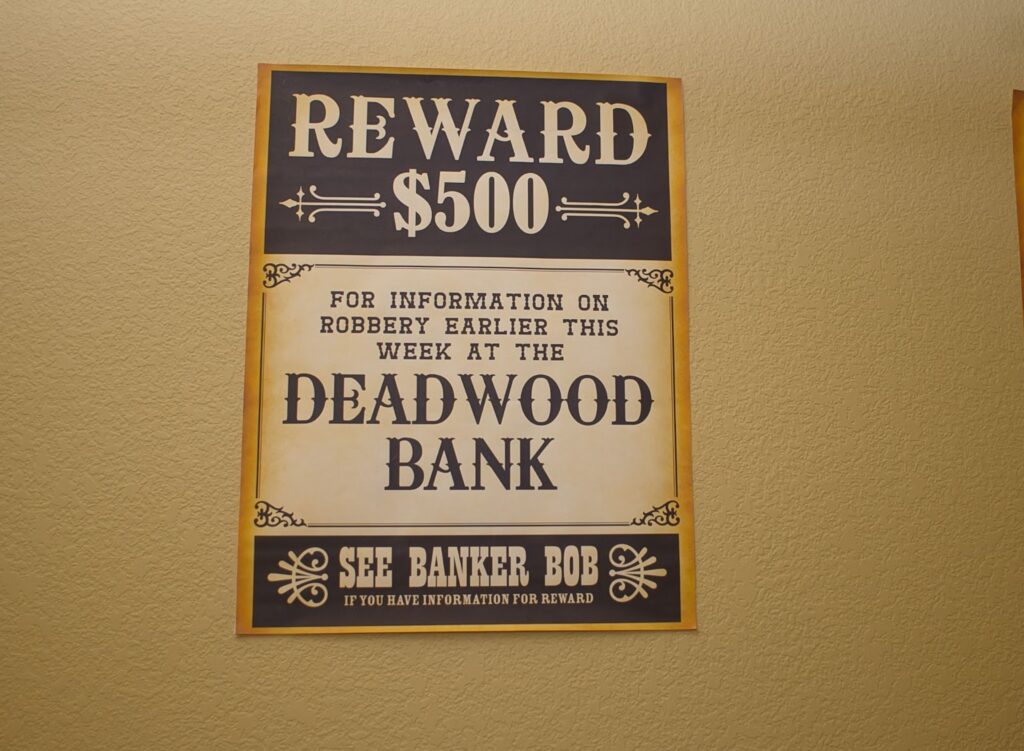 REWARD
$500
FOR INFORMATION ON
ROBBERY EARLIER THIS
WEEK AT THE
DEADWOOD
BANK
SEE BANKER BOB
IF YOU HAVE INFORMATION FOR REWARD